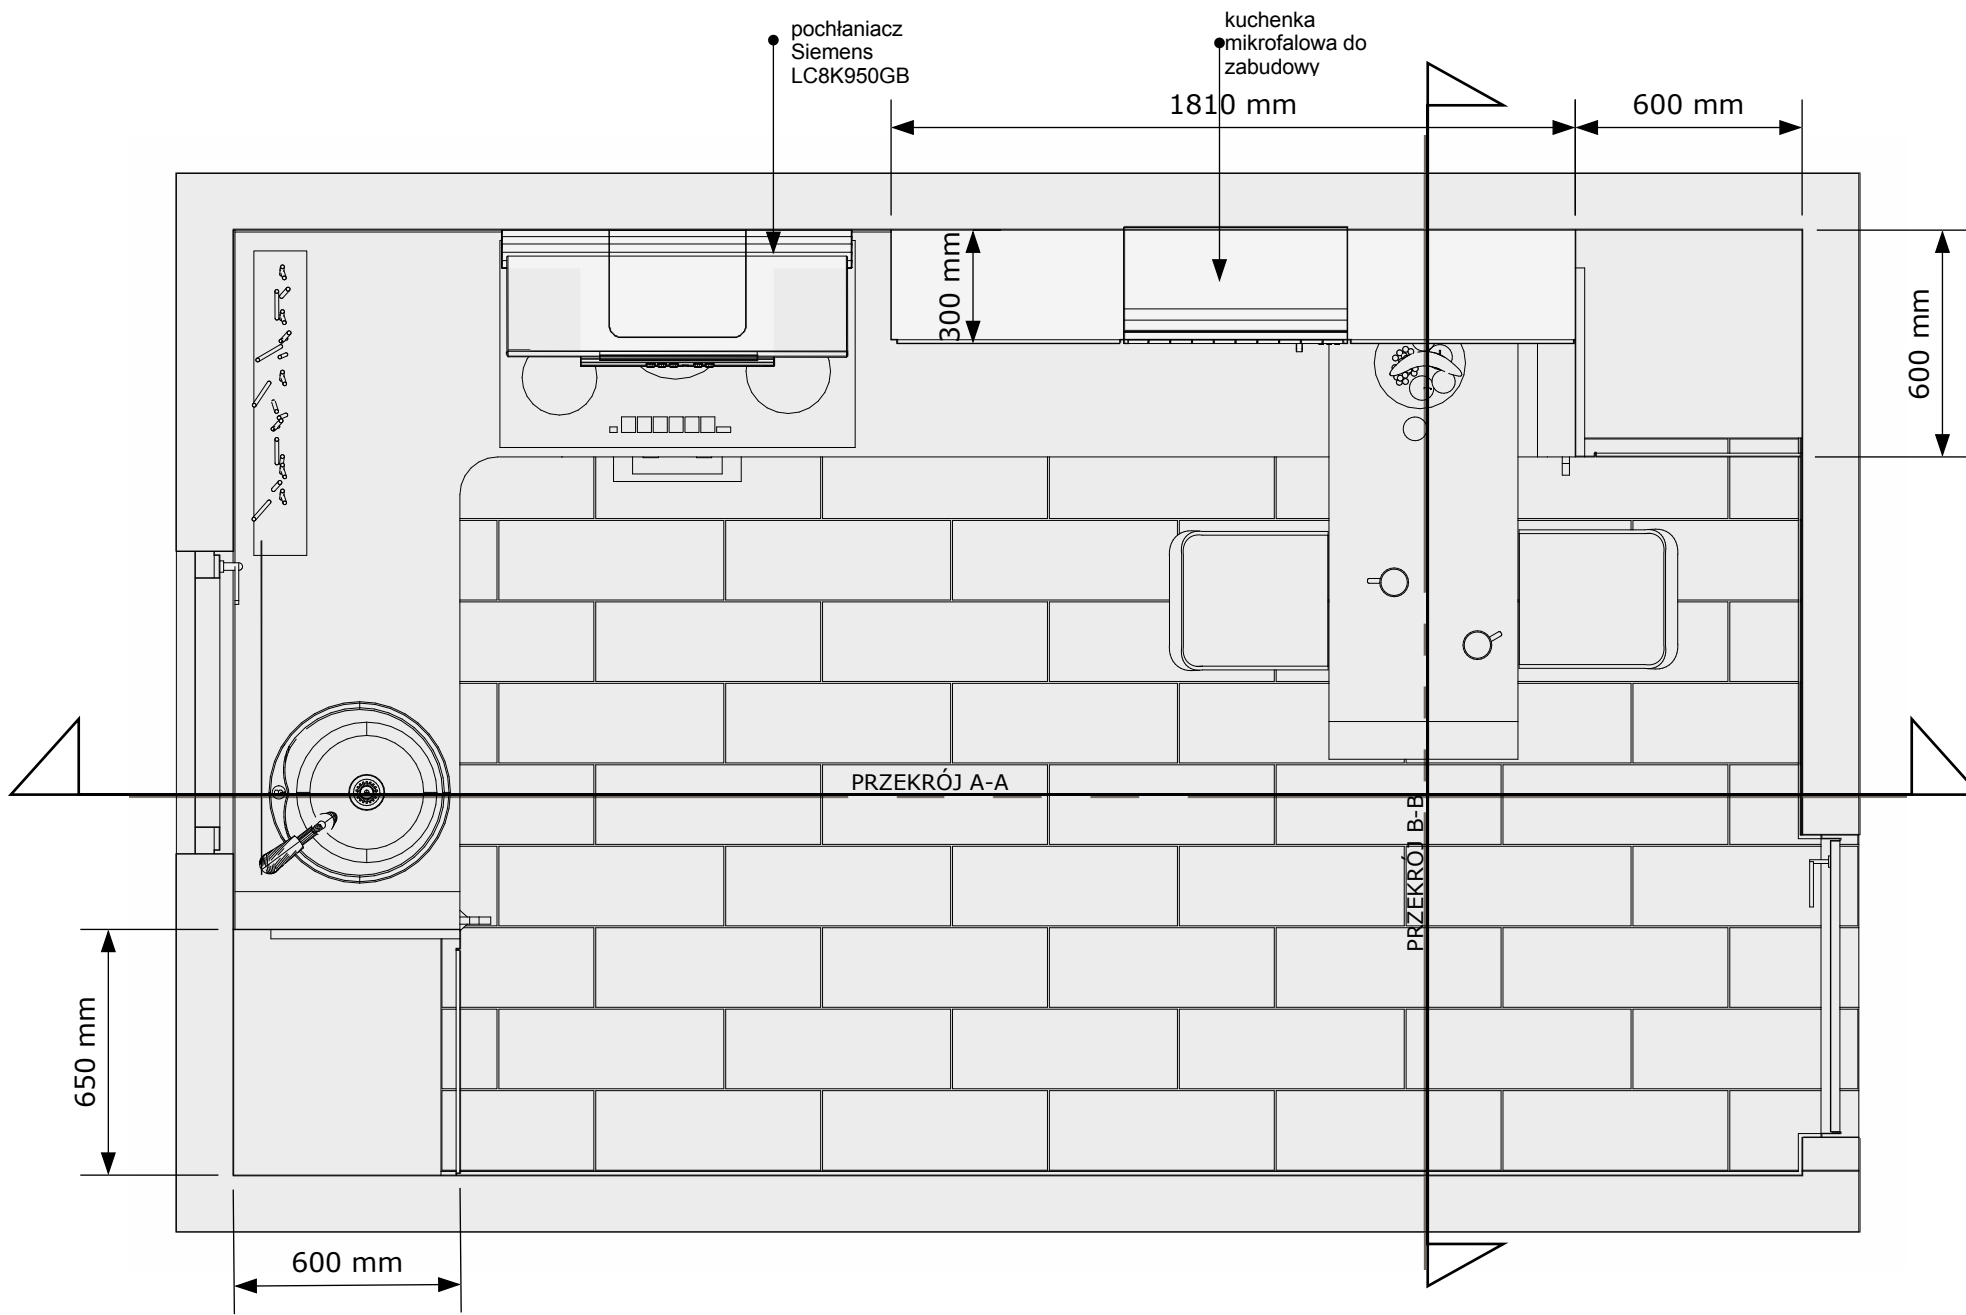 pochłaniacz
Siemens
LC8K950GB
kuchenka
mikrofalowa do
zabudowy
1810 mm
600 mm
300 mm
600 mm
PRZEKRÓJ A-A
PRZEKRÓJ B-B
650 mm
600 mm